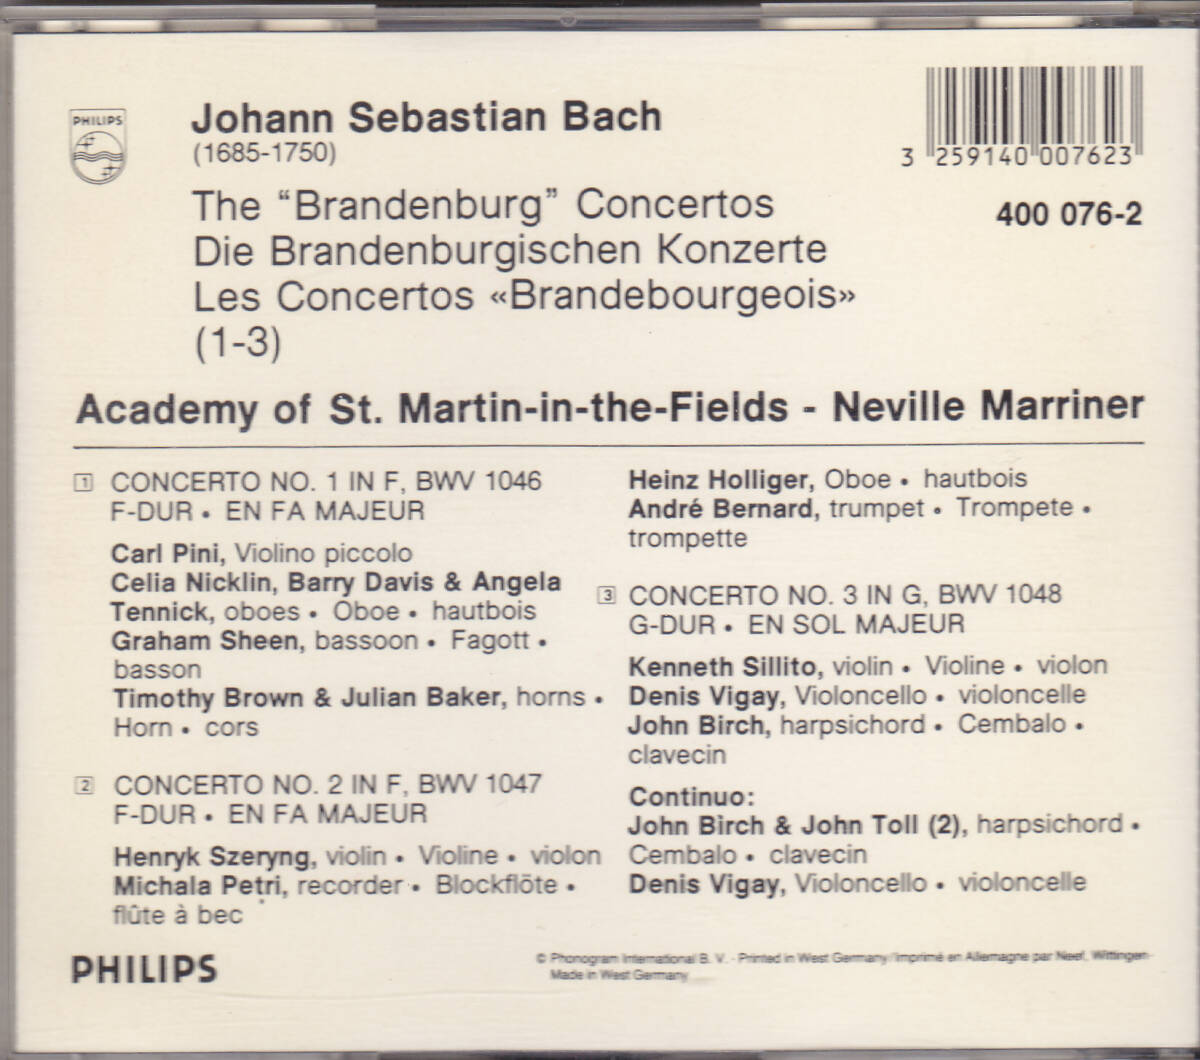 PHILIPS
Johann Sebastian Bach
(1685-1750)
The “Brandenburg” Concertos
Die Brandenburgischen Konzerte
Les Concertos «Brandebourgeois»
(1-3)
3 259140 007623
400 076-2
Academy of St. Martin-in-the-Fields - Neville Marriner
1 CONCERTO NO. 1 IN F, BWV 1046
F-DUR • EN FA MAJEUR
Carl Pini, Violino piccolo
Celia Nicklin, Barry Davis & Angela
Tennick, oboes • Oboe • hautbois
Graham Sheen, bassoon • Fagott •
basson
Timothy Brown & Julian Baker, horns •
Horn • cors
2 CONCERTO NO. 2 IN F, BWV 1047
F-DUR • EN FA MAJEUR
Henryk Szeryng, violin • Violine • violon
Michala Petri, recorder • Blockflöte •
flûte à bec
Heinz Holliger, Oboe • hautbois
André Bernard, trumpet • Trompete •
trompette
3 CONCERTO NO. 3 IN G, BWV 1048
G-DUR • EN SOL MAJEUR
Kenneth Sillito, violin • Violine • violon
Denis Vigay, Violoncello • violoncelle
John Birch, harpsichord • Cembalo •
clavecin
Continuo:
John Birch & John Toll (2), harpsichord •
Cembalo • clavecin
Denis Vigay, Violoncello • violoncelle
PHILIPS
© Phonogram International B. V. - Printed in West Germany/Imprimé en Allemagne par Neef, Wittingen
Made in West Germany